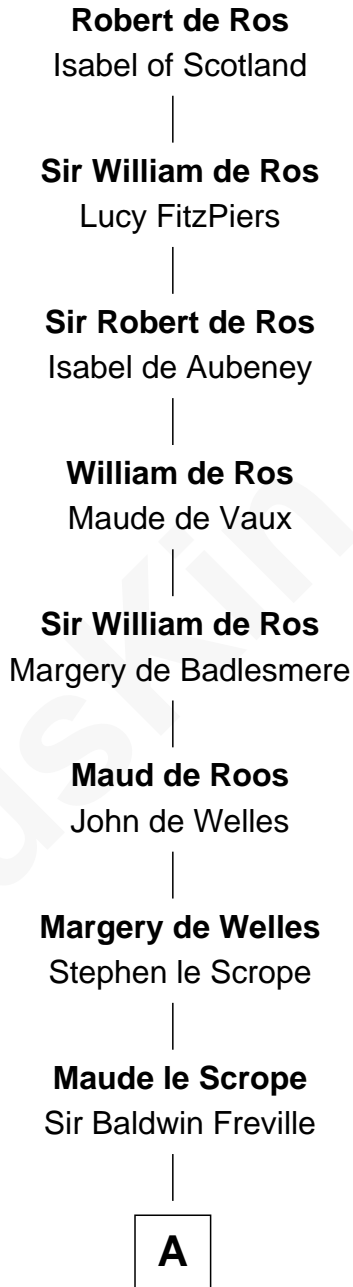 Robert de Ros
Isabel of Scotland
Sir William de Ros
Lucy FitzPiers
Sir Robert de Ros
Isabel de Aubeney
William de Ros
Maude de Vaux
Sir William de Ros
Margery de Badlesmere
Maud de Roos
John de Welles
Margery de Welles
Stephen le Scrope
Maude le Scrope
Sir Baldwin Freville
A